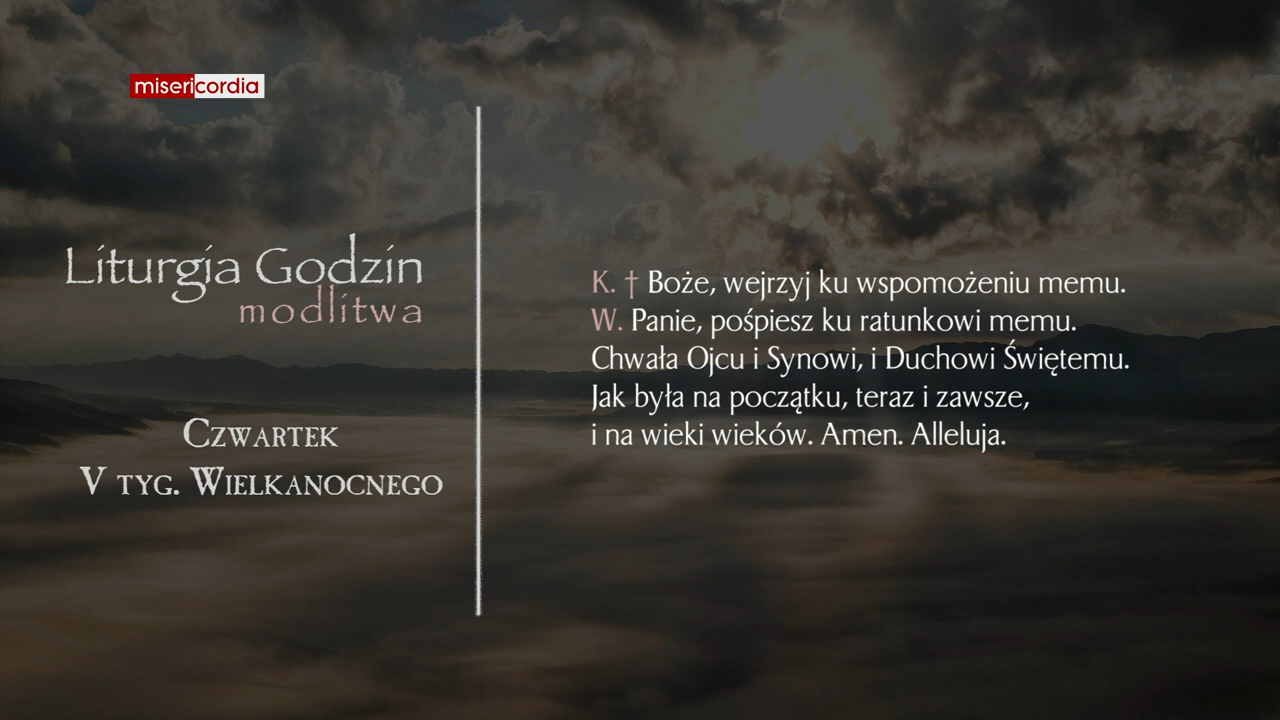 misericordia
Liturgia Godzin
modlitwa
Czwartek
V tyg. Wielkanocnego
K. † Boże, wejrzyj ku wspomożeniu memu.
W. Panie, pośpiesz ku ratunkowi memu.
Chwała Ojcu i Synowi, i Duchowi Świętemu.
Jak była na początku, teraz i zawsze,
i na wieki wieków. Amen. Alleluja.